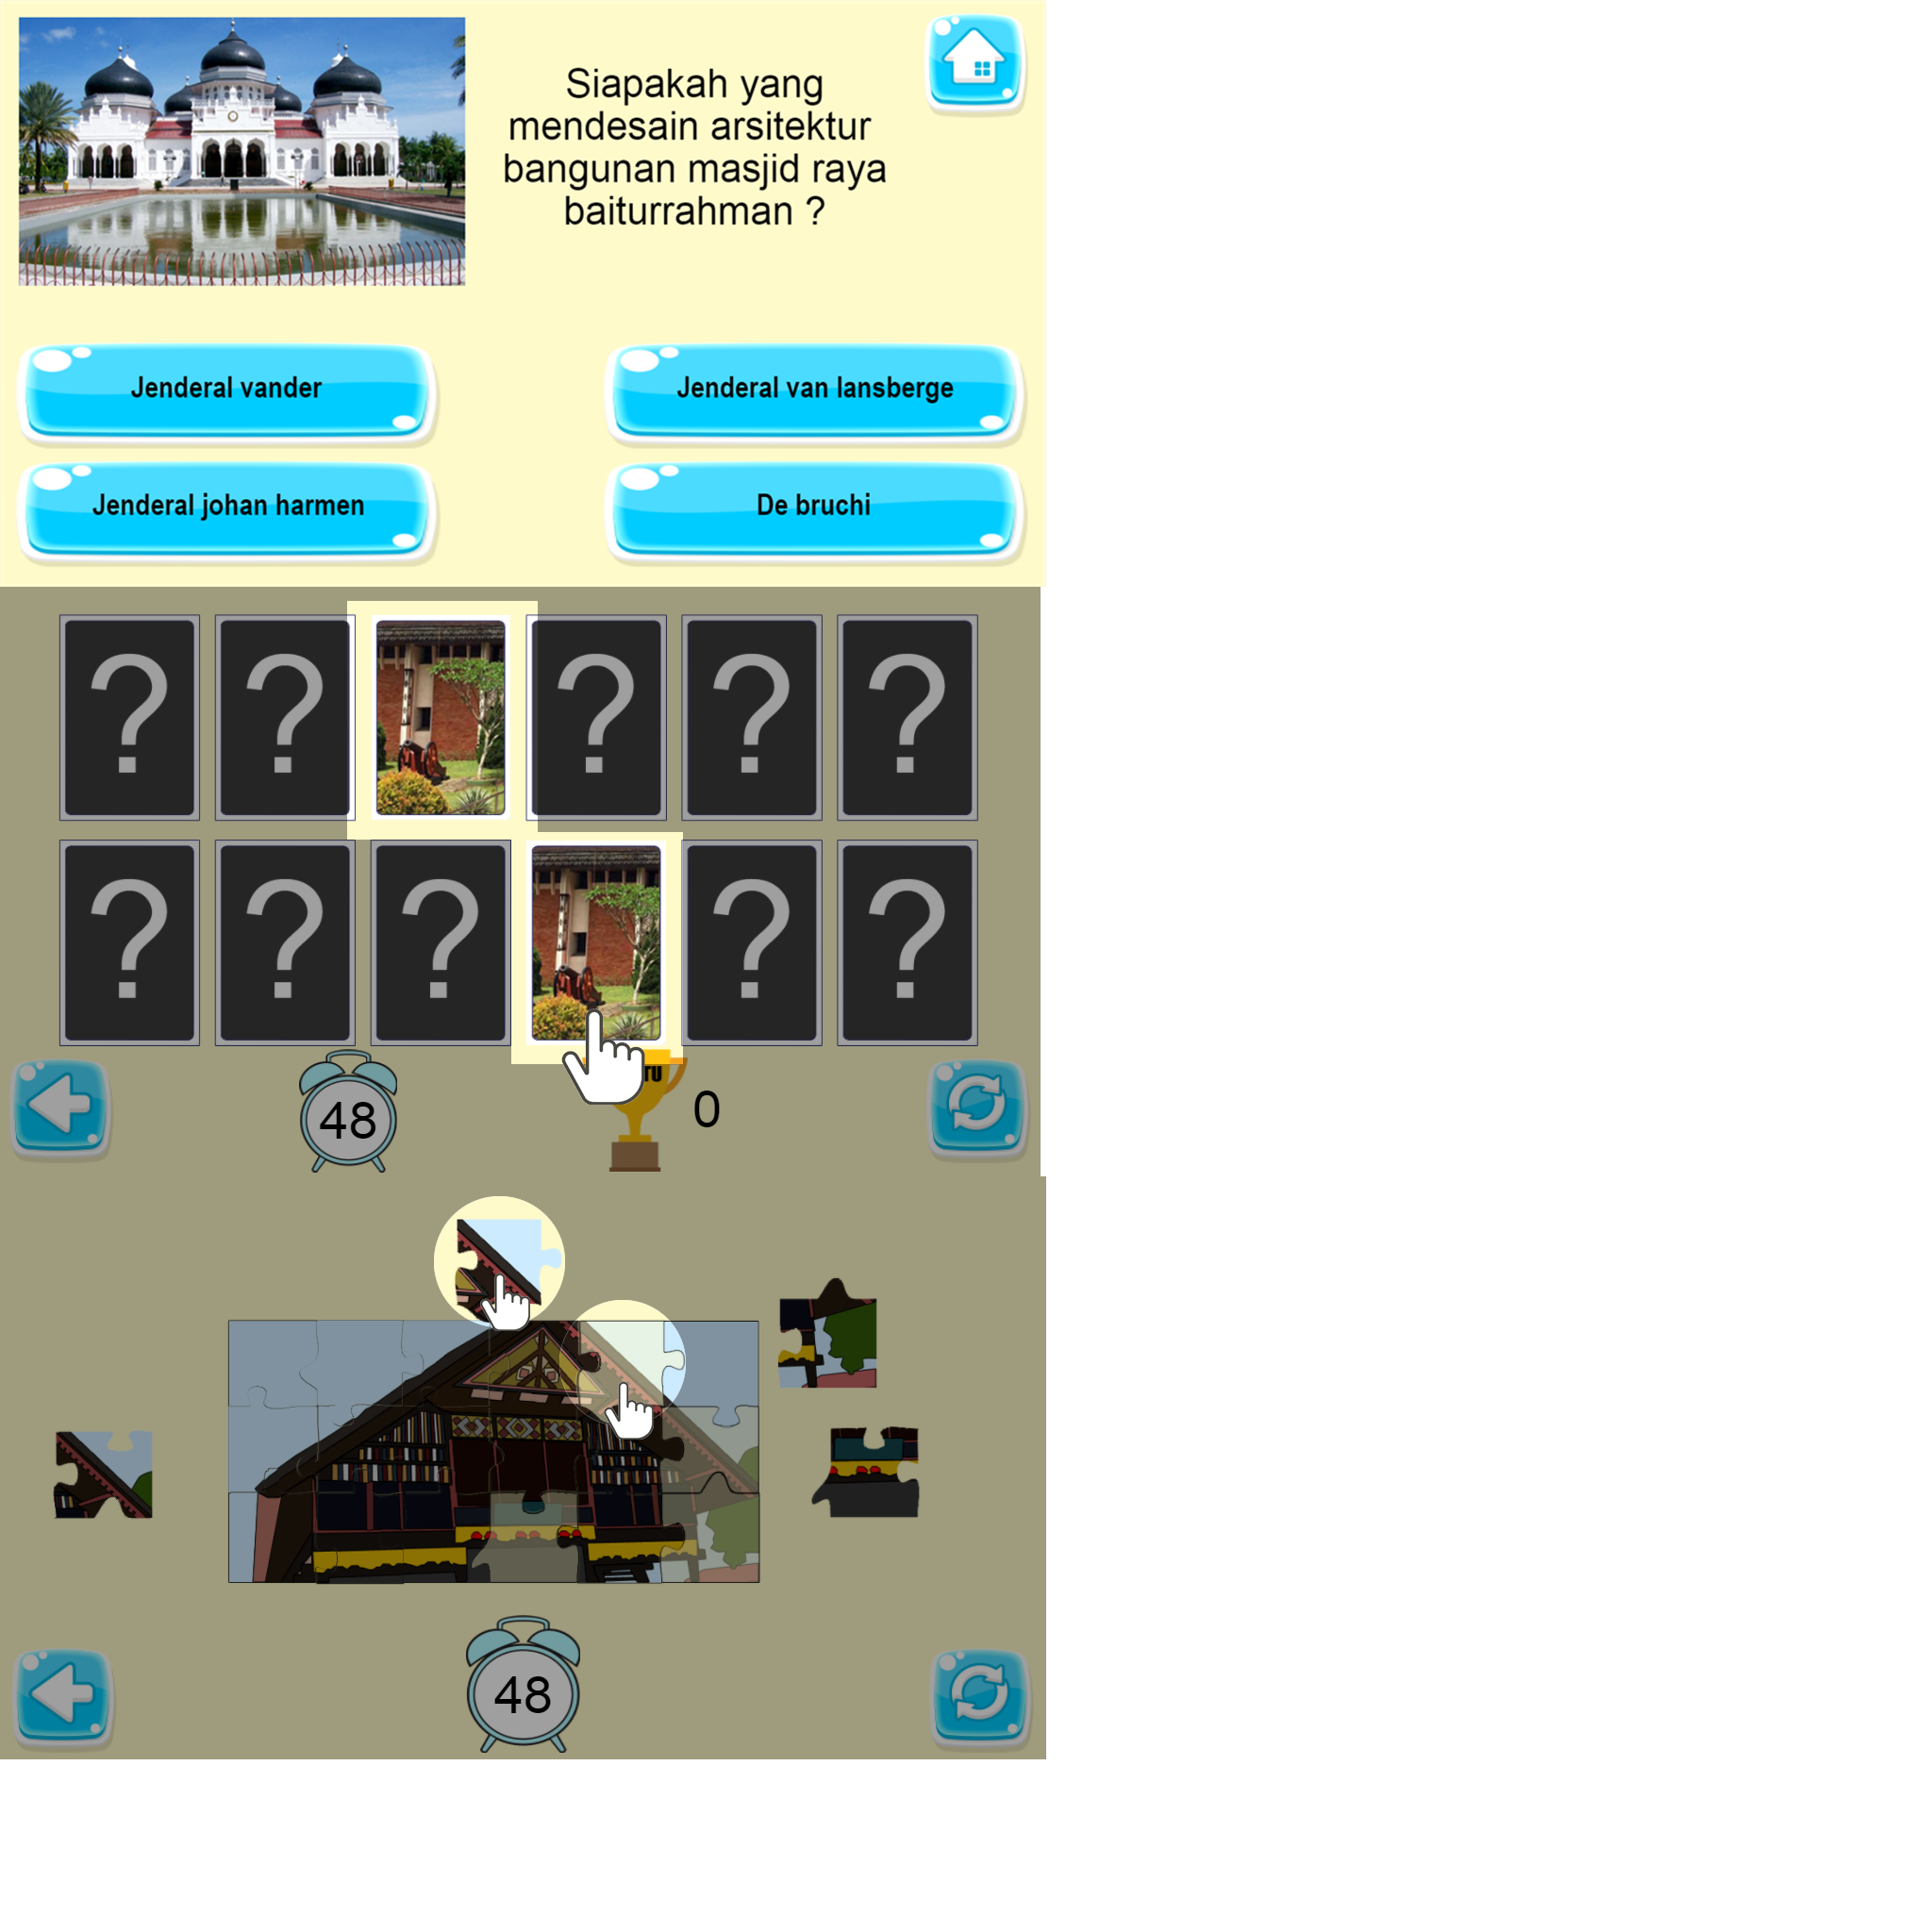 Siapakah yang
mendesain arsitektur
bangunan masjid raya
baiturrahman ?
Jenderal vander
Jenderal van lansberge
Jenderal johan harmen
De bruchi
? ? ? ? ?
? ? ? ? ?
48
0
48